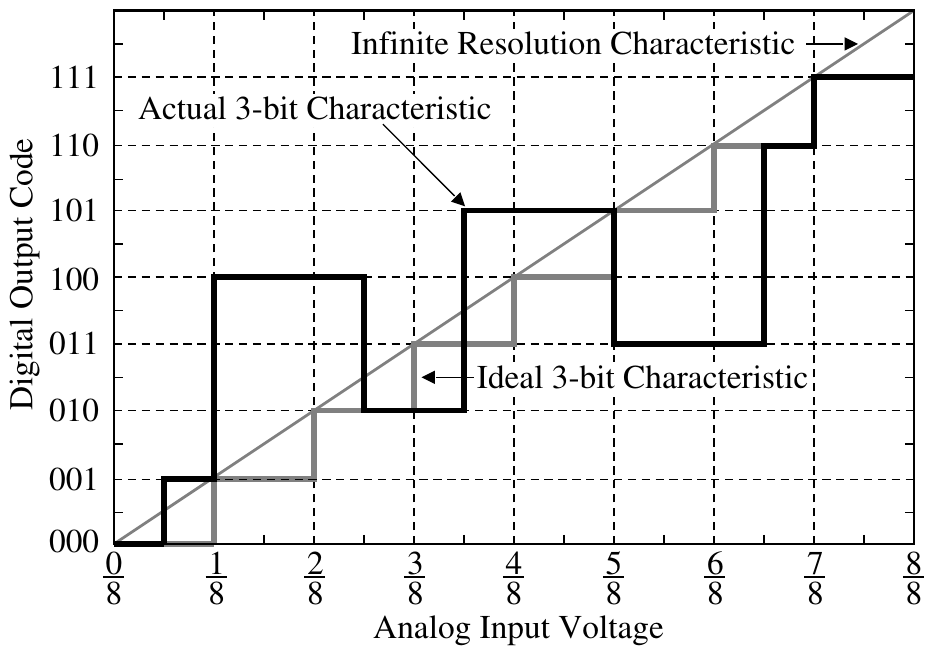 Infinite Resolution Characteristic
Actual 3-bit Characteristic
Ideal 3-bit Characteristic
Digital Output Code
111
110
101
100
011
010
001
000
0/8 1/8 2/8 3/8 4/8 5/8 6/8 7/8 8/8
Analog Input Voltage